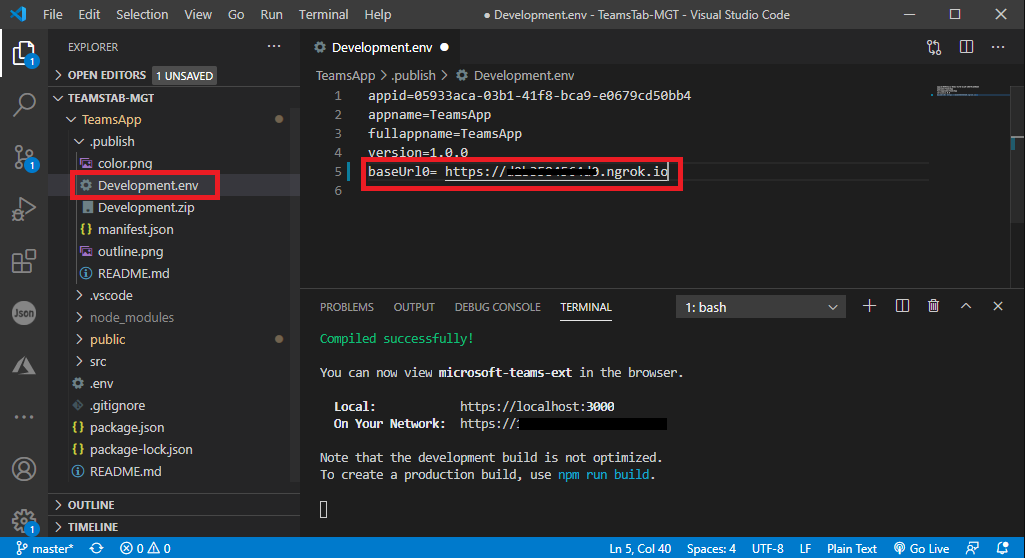 File Edit Selection View Go Run Terminal Help
● Development.env - TeamsTab-MGT - Visual Studio Code
EXPLORER
OPEN EDITORS 1 UNSAVED
TEAMSTAB-MGT
TeamsApp
.publish
color.png
Development.env
Development.zip
manifest.json
outline.png
README.md
.vscode
node_modules
public
src
.env
.gitignore
package.json
package-lock.json
README.md
OUTLINE
TIMELINE
1
1
Json
1
Development.env ●
TeamsApp > .publish > Development.env
1 appid=05933aca-03b1-41f8-bca9-e0679cd50bb4
2 appname=TeamsApp
3 fullappname=TeamsApp
4 version=1.0.0
5 baseUrl0= https:// .ngrok.io
6
PROBLEMS OUTPUT DEBUG CONSOLE TERMINAL 1: bash
Compiled successfully!
You can now view microsoft-teams-ext in the browser.
Local: https://localhost:3000
On Your Network: https://
Note that the development build is not optimized.
To create a production build, use npm run build.
master* 0 0 Ln 5, Col 40 Spaces: 4 UTF-8 LF Plain Text Go Live